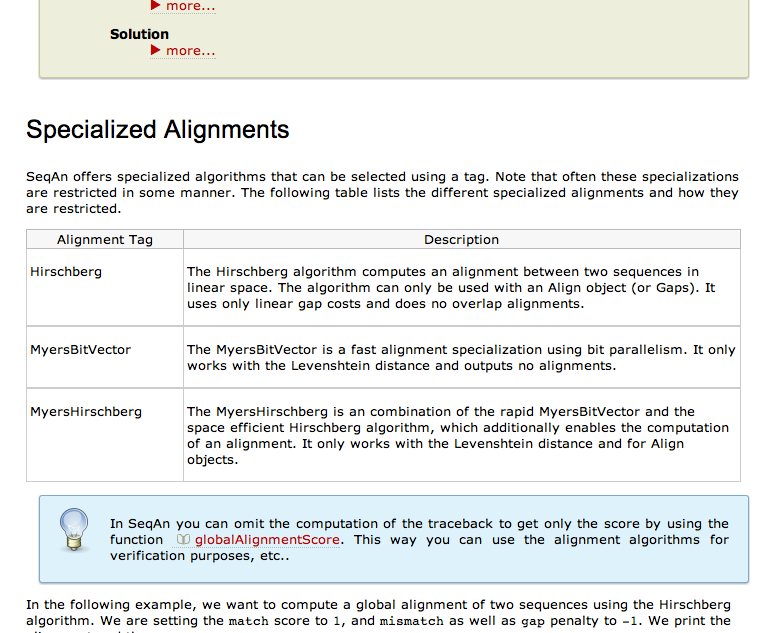 more...
Solution
more...
Specialized Alignments
SeqAn offers specialized algorithms that can be selected using a tag. Note that often these specializations
are restricted in some manner. The following table lists the different specialized alignments and how they
are restricted.
Alignment Tag Description
Hirschberg The Hirschberg algorithm computes an alignment between two sequences in
linear space. The algorithm can only be used with an Align object (or Gaps). It
uses only linear gap costs and does no overlap alignments.
MyersBitVector The MyersBitVector is a fast alignment specialization using bit parallelism. It only
works with the Levenshtein distance and outputs no alignments.
MyersHirschberg The MyersHirschberg is an combination of the rapid MyersBitVector and the
space efficient Hirschberg algorithm, which additionally enables the computation
of an alignment. It only works with the Levenshtein distance and for Align
objects.
In SeqAn you can omit the computation of the traceback to get only the score by using the
function globalAlignmentScore. This way you can use the alignment algorithms for
verification purposes, etc..
In the following example, we want to compute a global alignment of two sequences using the Hirschberg
algorithm. We are setting the match score to 1, and mismatch as well as gap penalty to -1. We print the